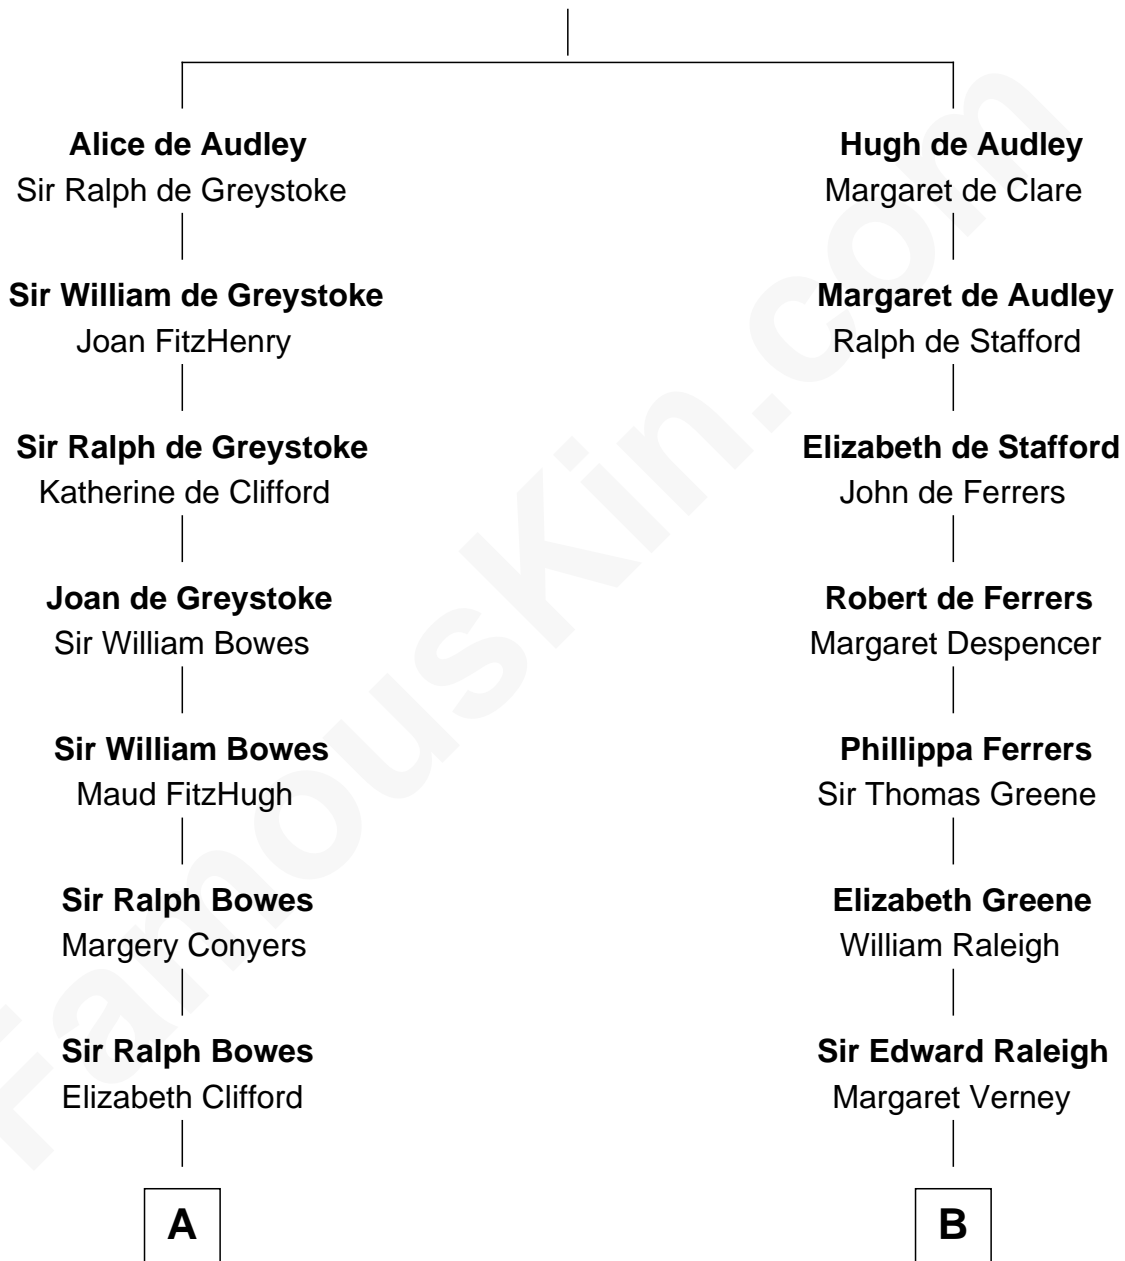 Alice de Audley
Sir Ralph de Greystoke
Sir William de Greystoke
Joan FitzHenry
Sir Ralph de Greystoke
Katherine de Clifford
Joan de Greystoke
Sir William Bowes
Sir William Bowes
Maud FitzHugh
Sir Ralph Bowes
Margery Conyers
Sir Ralph Bowes
Elizabeth Clifford
A
Hugh de Audley
Margaret de Clare
Margaret de Audley
Ralph de Stafford
Elizabeth de Stafford
John de Ferrers
Robert de Ferrers
Margaret Despencer
Phillippa Ferrers
Sir Thomas Greene
Elizabeth Greene
William Raleigh
Sir Edward Raleigh
Margaret Verney
B
FamousKin.com